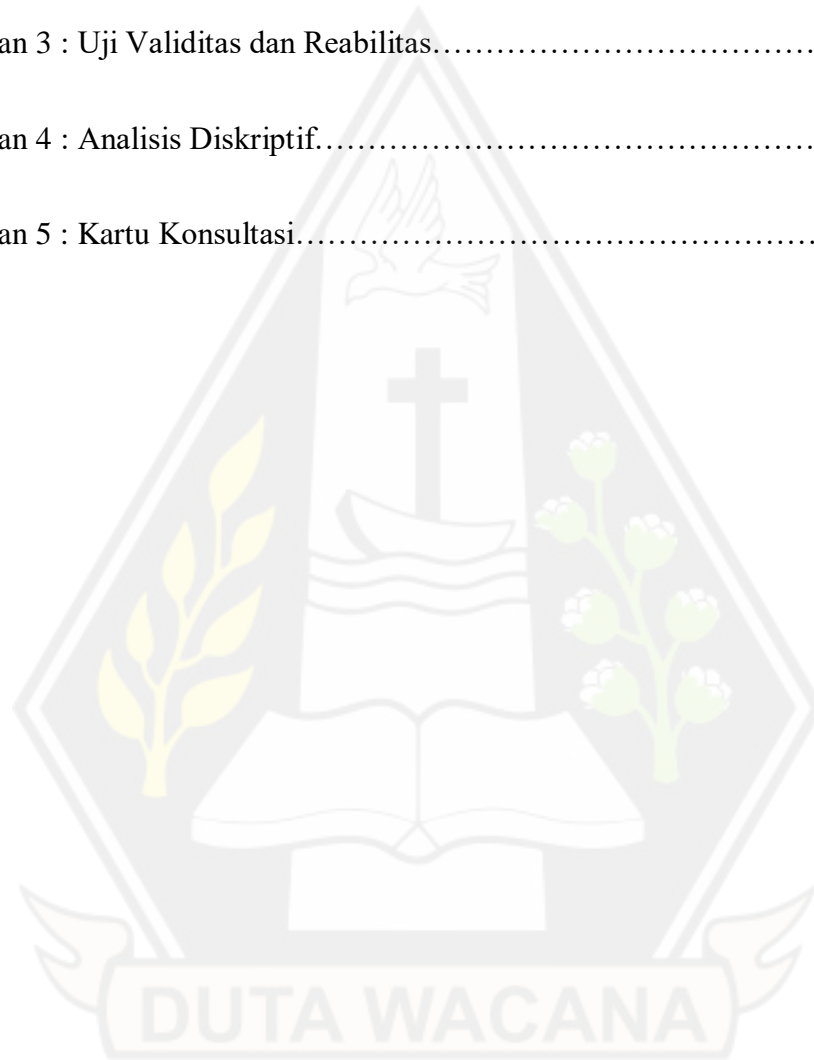 an 3 : Uji Validitas dan Reabilitas……………………………………
an 4 : Analisis Diskriptif…………………………………………………
an 5 : Kartu Konsultasi……………………………………………………
DUTA WACANA